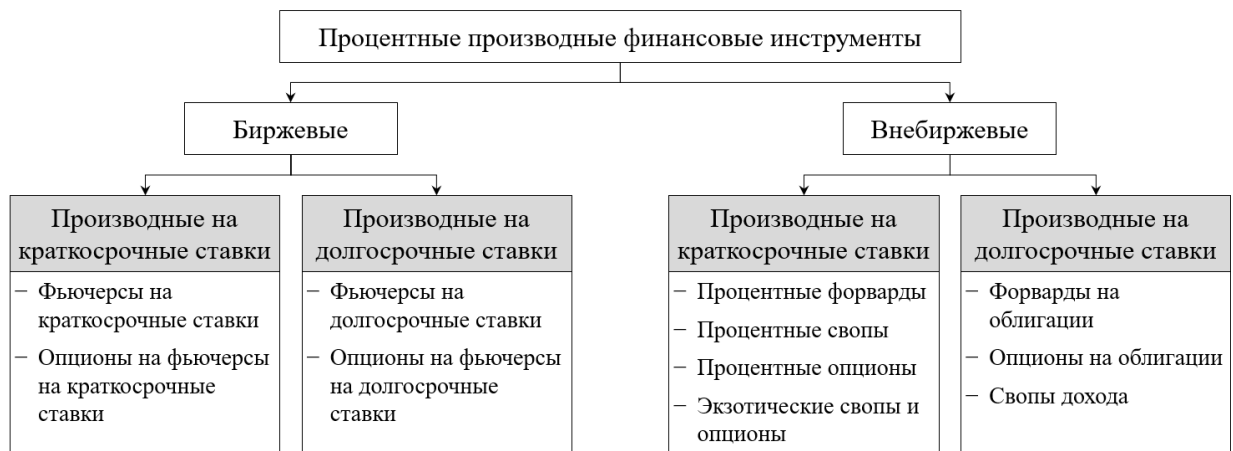 Процентные производные финансовые инструменты
Биржевые
Внебиржевые
Производные на
краткосрочные ставки
– Фьючерсы на
краткосрочные ставки
– Опционы на фьючерсы
на краткосрочные
ставки
Производные на
долгосрочные ставки
– Фьючерсы на
долгосрочные ставки
– Опционы на фьючерсы
на долгосрочные
ставки
Производные на
краткосрочные ставки
– Процентные форварды
– Процентные свопы
– Процентные опционы
– Экзотические свопы и
опционы
Производные на
долгосрочные ставки
– Форварды на
облигации
– Опционы на облигации
– Свопы дохода